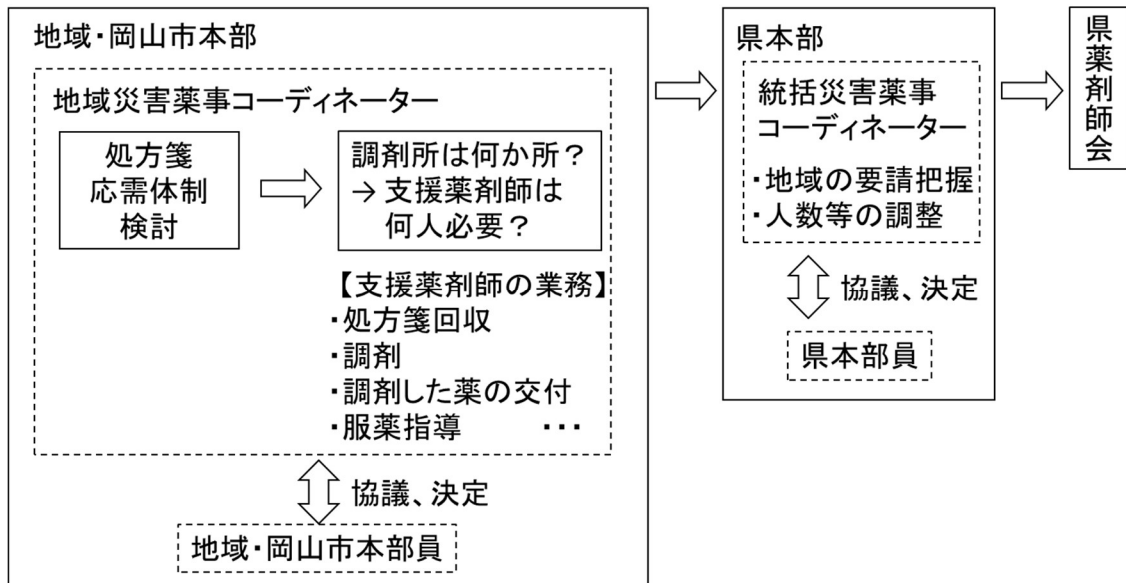 地域・岡山市本部
地域災害薬事コーディネーター
処方箋
応需体制
検討
調剤所は何か所？
→ 支援薬剤師は
何人必要？
【支援薬剤師の業務】
・処方箋回収
・調剤
・調剤した薬の交付
・服薬指導　　・・・
協議、決定
地域・岡山市本部員
県本部
統括災害薬事
コーディネーター
・地域の要請把握
・人数等の調整
協議、決定
県本部員
県薬剤師会